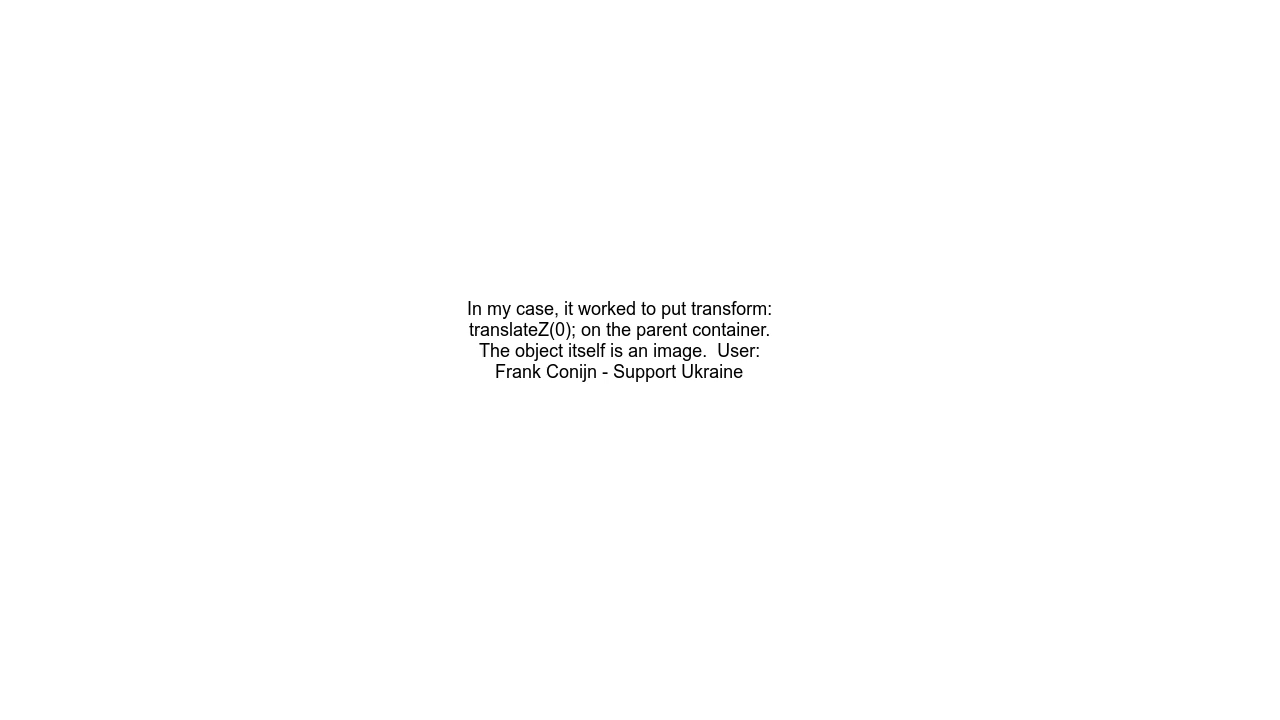 In my case, it worked to put transform:
translateZ(0); on the parent container.
The object itself is an image.  User:
Frank Conijn - Support Ukraine